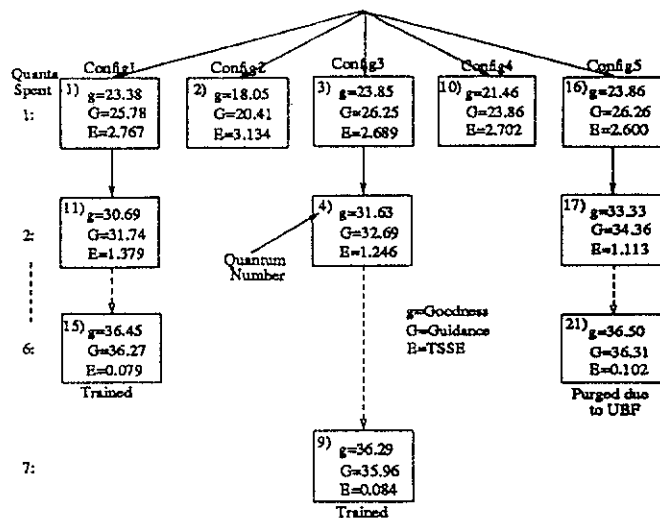 Config1 Config2 Config3 Config4 Config5
Quanta
Spent
1:
1) g=23.38
G=25.78
E=2.767
2) g=18.05
G=20.41
E=3.134
3) g=23.85
G=26.25
E=2.689
10) g=21.46
G=23.86
E=2.702
16) g=23.86
G=26.26
E=2.600
2:
11) g=30.69
G=31.74
E=1.379
4) g=31.63
G=32.69
E=1.246
17) g=33.33
G=34.36
E=1.113
Quantum
Number
g=Goodness
G=Guidance
E=TSSE
6:
15) g=36.45
G=36.27
E=0.079
Trained
21) g=36.50
G=36.31
E=0.102
Purged due
to UBF
7:
9) g=36.29
G=35.96
E=0.084
Trained